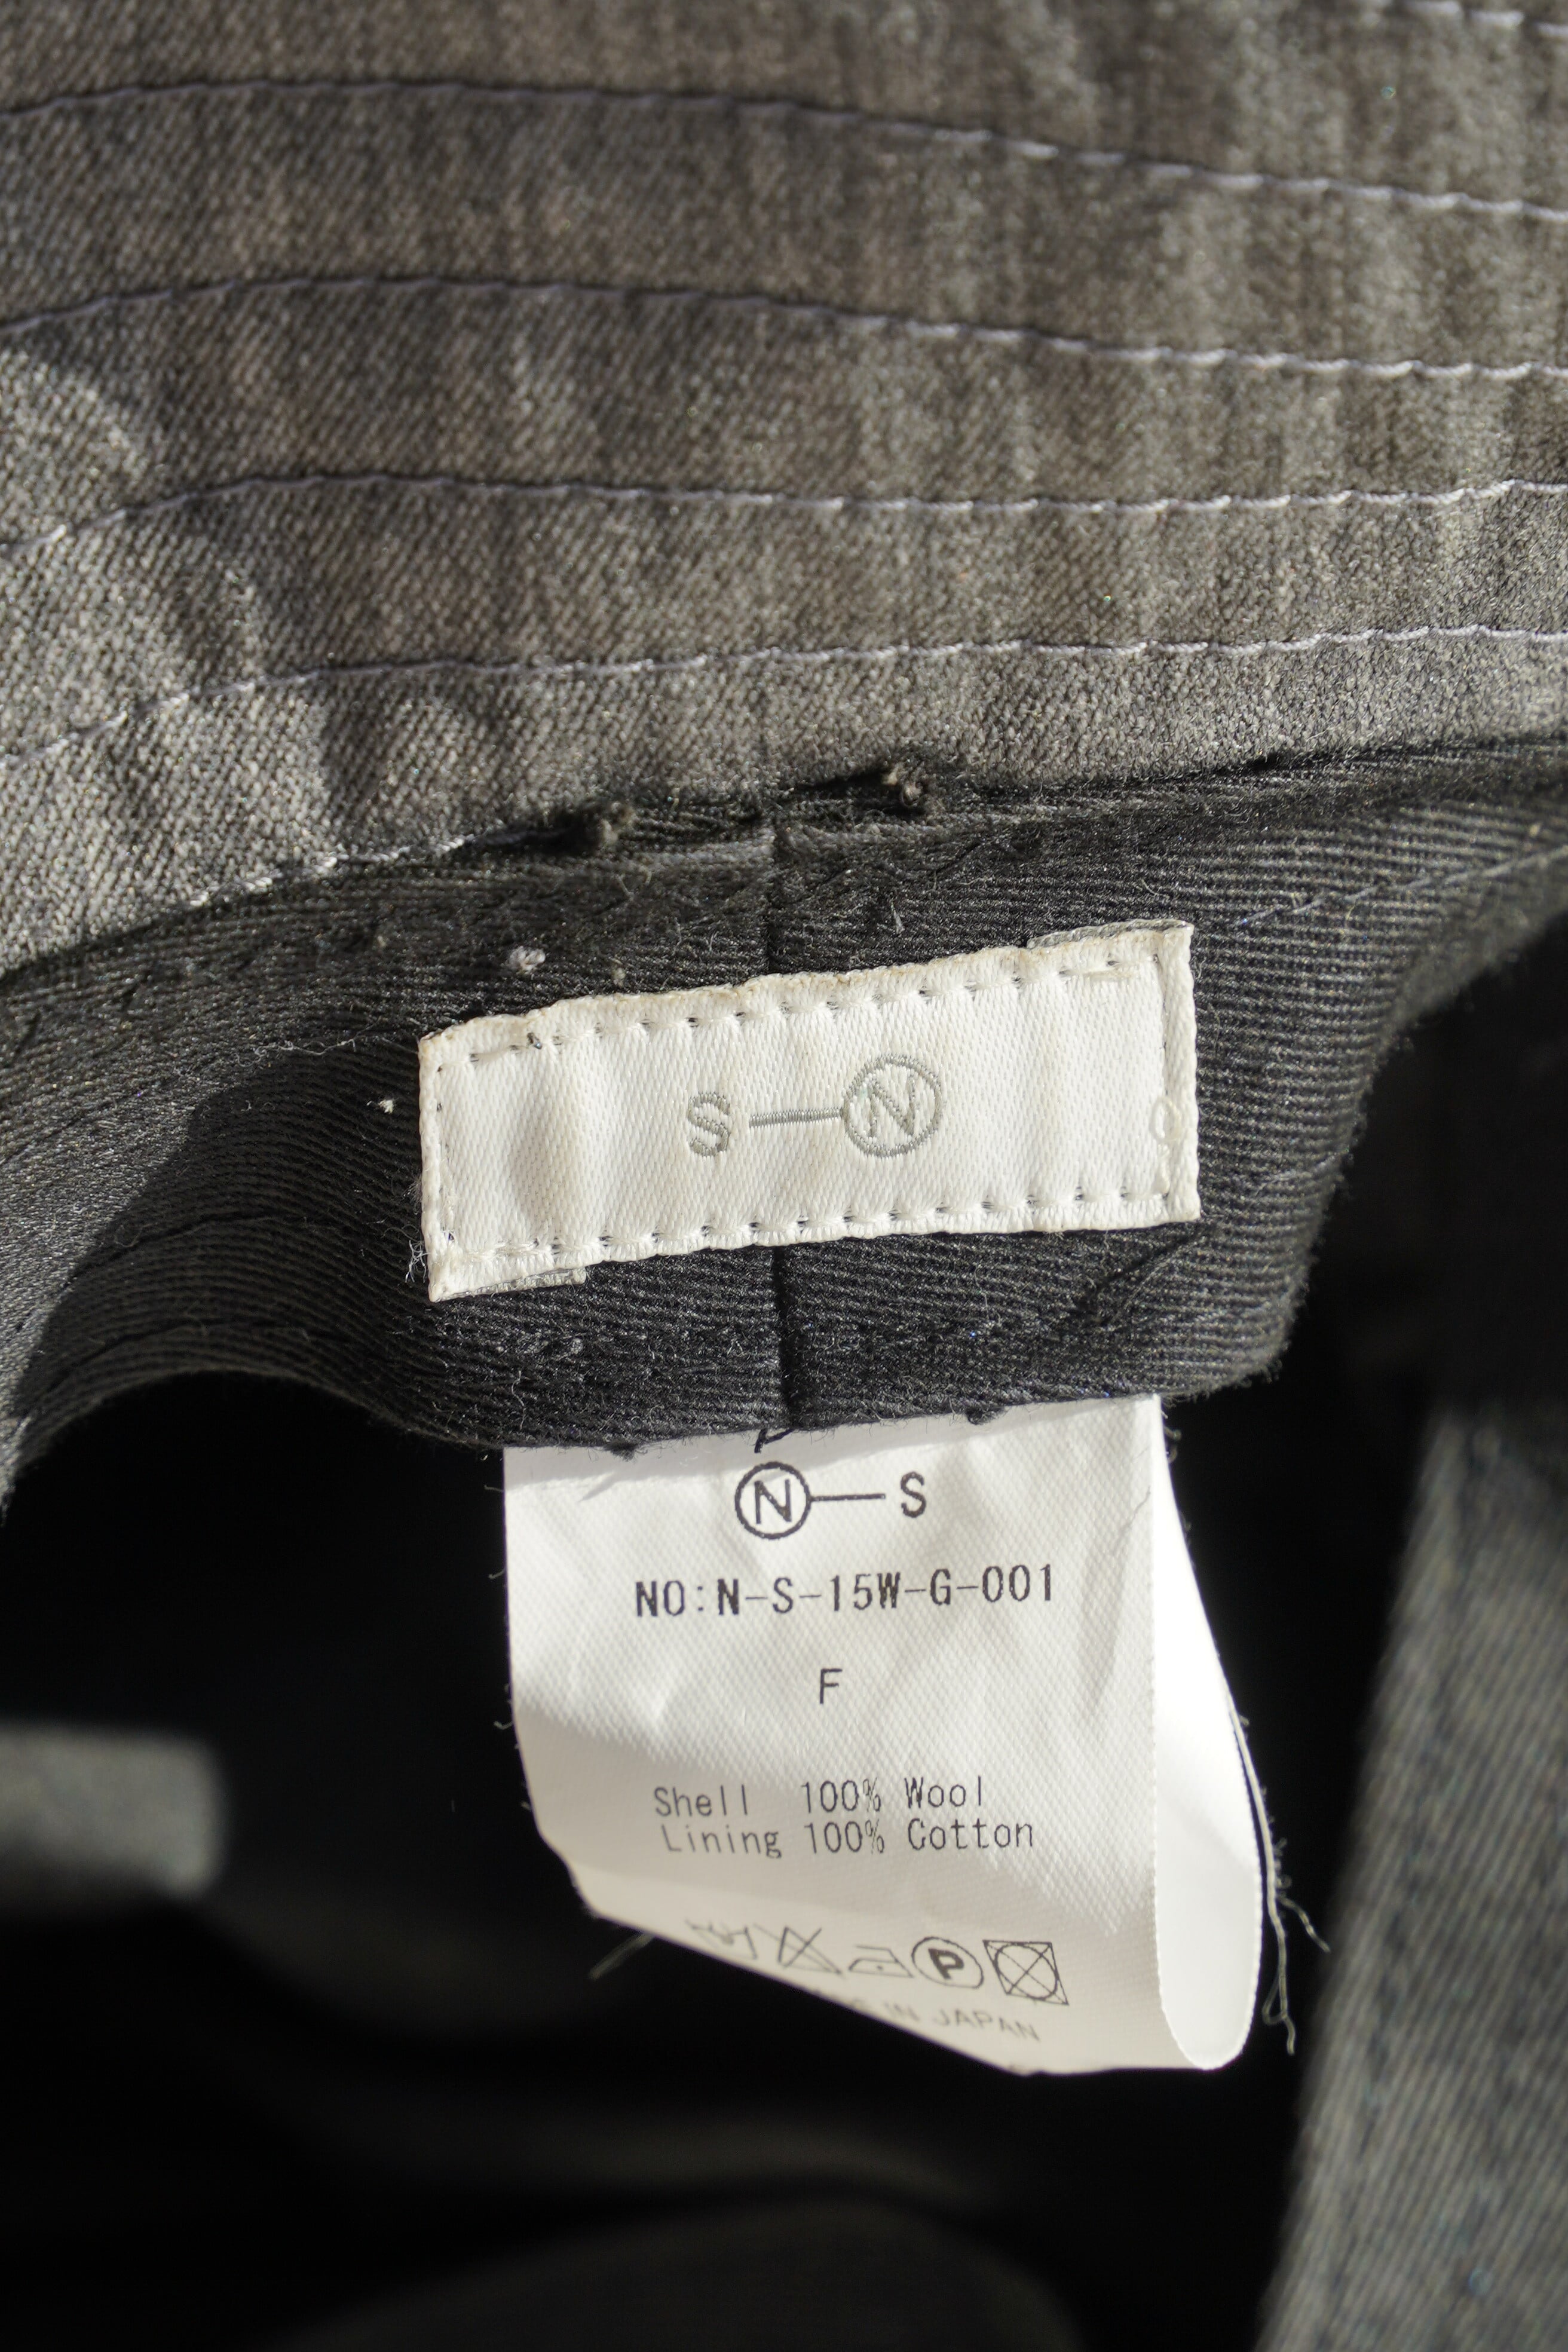 S-N
N-S
NO:N-S-15W-G-001
F
Shell 100% Wool
Lining 100% Cotton
P
IN JAPAN